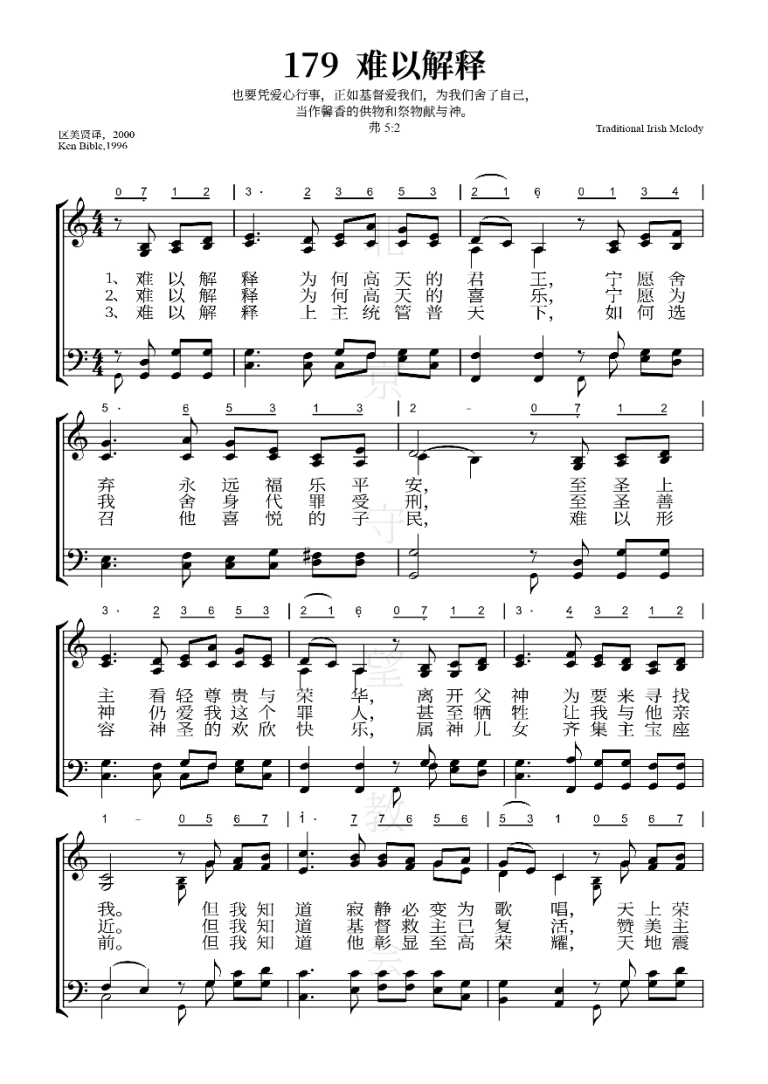 179 难以解释
也要凭爱心行事，正如基督爱我们，为我们舍了自己，
当作馨香的供物和祭物献与神。
弗 5:2
区美贤译，2000
Ken Bible,1996
Traditional Irish Melody
0 7 1 2 | 3· 2 3 6 5 3 | 2 1 6 0 1 3 4 |
1、难以解释为何高天的君王，宁愿舍
2、难以解释为何高天的喜乐，宁愿为
3、难以解释上主统管普天下，如何选
5· 6 5 3 1 3 | 2 – 0 7 1 2 |
弃永远福乐平安，至圣上
我舍身代罪受刑，至圣善
召他喜悦的子民，难以形
3· 2 3 6 5 3 | 2 1 6 0 7 1 2 | 3· 4 3 2 1 2 |
主看轻尊贵与荣华，离开父神为要来寻找
神仍爱我这个罪人，甚至牺牲让我与他亲
容神圣的欢欣快乐，属神儿女齐集主宝座
1 – 0 5 6 7 | 1· 7 7 6 5 6 | 5 3 1 0 5 6 7 |
我。但我知道寂静必变为歌唱，天上荣
近。但我知道基督救主已复活，赞美主
前。但我知道他彰显至高荣耀，天地震
北京守望教会